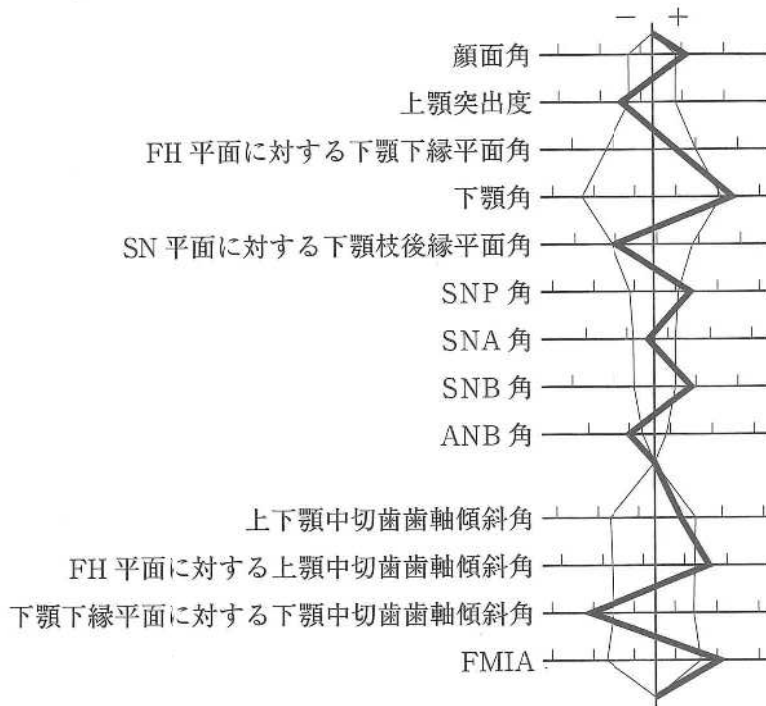 － ＋
顔面角
上顎突出度
FH 平面に対する下顎下縁平面角
下顎角
SN 平面に対する下顎枝後縁平面角
SNP 角
SNA 角
SNB 角
ANB 角
上下顎中切歯歯軸傾斜角
FH 平面に対する上顎中切歯歯軸傾斜角
下顎下縁平面に対する下顎中切歯歯軸傾斜角
FMIA